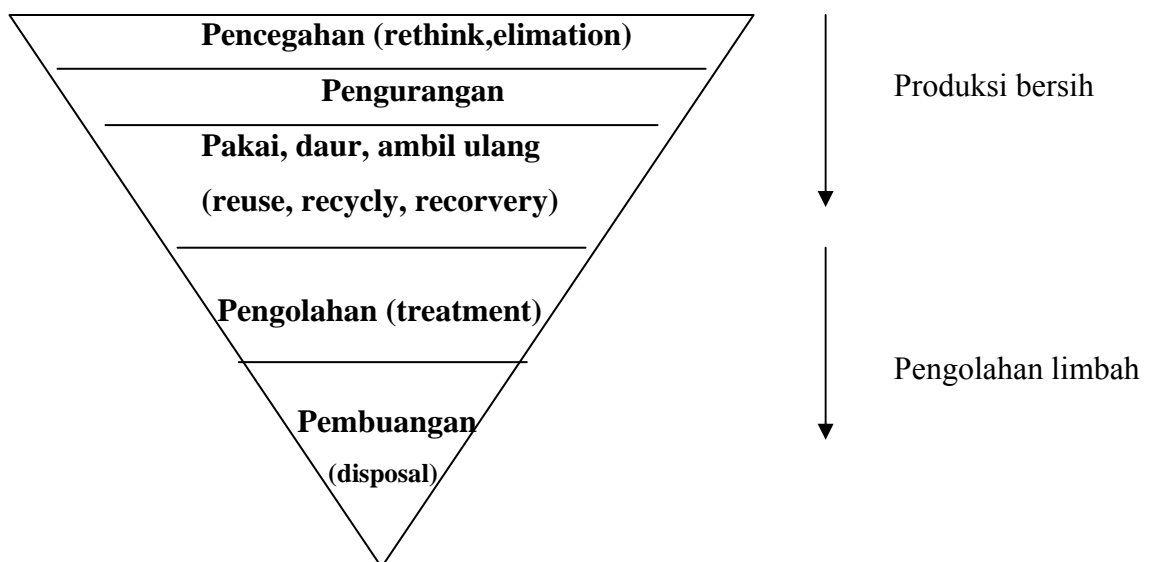 Pencegahan (rethink,elimation)
Pengurangan
Pakai, daur, ambil ulang
(reuse, recycly, recorvery)
Pengolahan (treatment)
Pembuangan
(disposal)
Produksi bersih
Pengolahan limbah